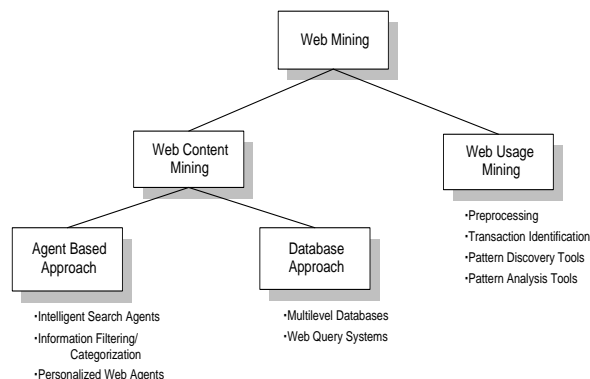 Web Mining
Web Content
Mining
Web Usage
Mining
•Preprocessing
•Transaction Identification
•Pattern Discovery Tools
•Pattern Analysis Tools
Agent Based
Approach
Database
Approach
•Intelligent Search Agents
•Information Filtering/
Categorization
•Personalized Web Agents
•Multilevel Databases
•Web Query Systems